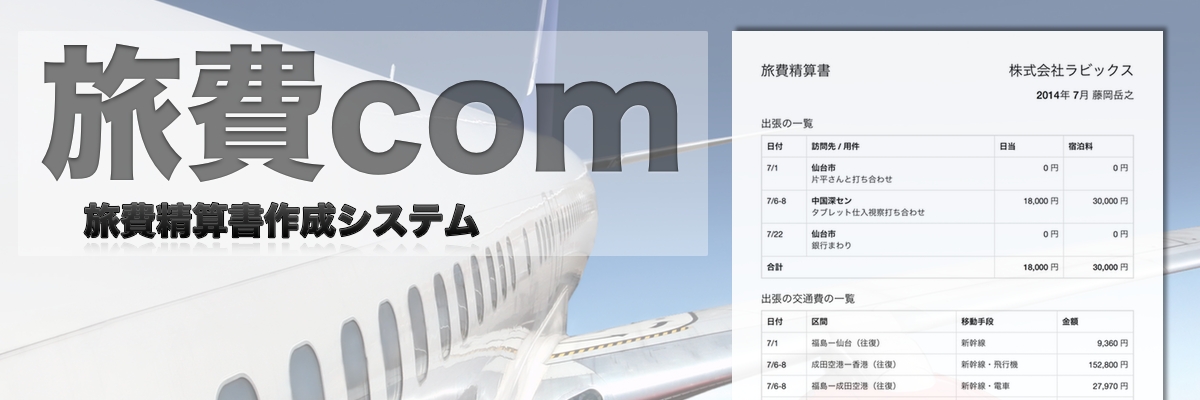 旅費com
旅費精算書作成システム
旅費精算書 株式会社ラビックス
2014年 7月 藤岡岳之
出張の一覧
日付 訪問先 / 用件 日当 宿泊料
7/1 仙台市 0 円 0 円
片平さんと打ち合わせ
7/6-8 中国深セン 18,000 円 30,000 円
タブレット仕入視察打ち合わせ
7/22 仙台市 0 円 0 円
銀行まわり
合計 18,000 円 30,000 円
出張の交通費の一覧
日付 区間 移動手段 金額
7/1 福島ー仙台（往復） 新幹線 9,360 円
7/6-8 成田空港ー香港（往復） 新幹線・飛行機 152,800 円
7/6-8 福島ー成田空港（往復） 新幹線・電車 27,970 円